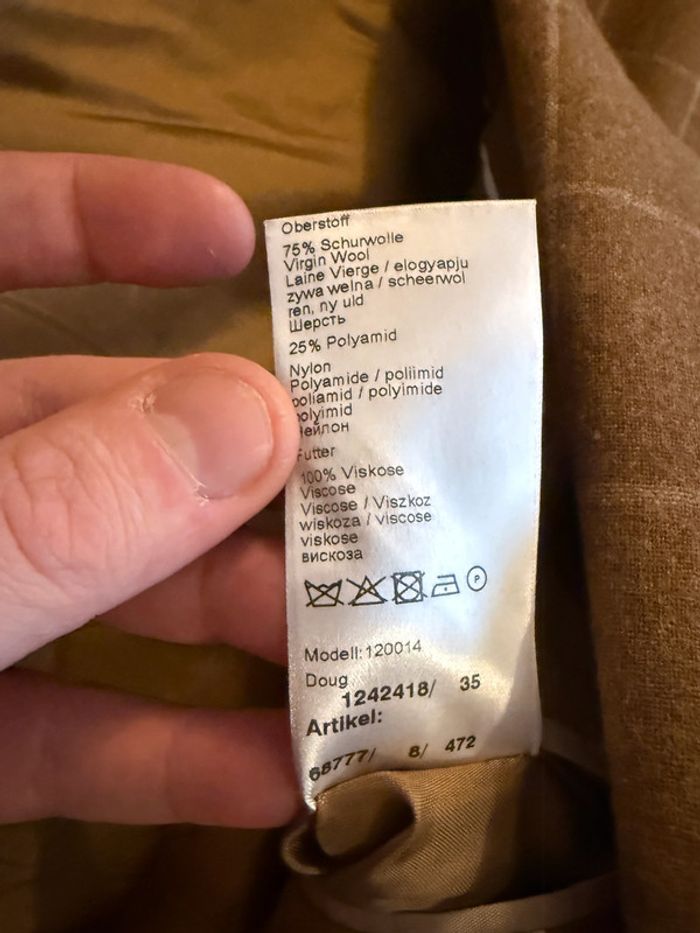 Oberstoff
75% Schurwolle
Virgin Wool
Laine Vierge / elogyapju
zywa welna / scheerwol
ren, ny uld
Шерсть
25% Polyamid
Nylon
Polyamide / poliimid
poliamid / polyimide
polyimid
нейлон
Futter
100% Viskose
Viscose
Viscose / Viszkoz
wiskoza / viscose
viskose
вискоза
P
Modell: 120014
Doug
1242418/ 35
Artikel:
68777/ 8/ 472